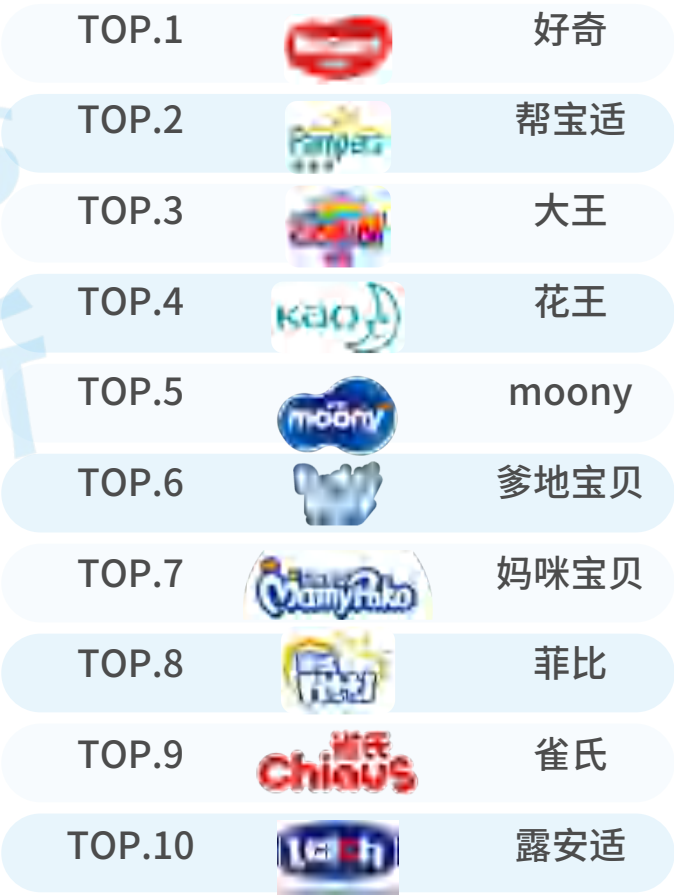 TOP.1 好奇
TOP.2 Pampers 帮宝适
TOP.3 大王
TOP.4 Kao 花王
TOP.5 moony moony
TOP.6 爹地宝贝
TOP.7 MamyPoko 妈咪宝贝
TOP.8 菲比
TOP.9 雀氏 Chiaus 雀氏
TOP.10 露安适